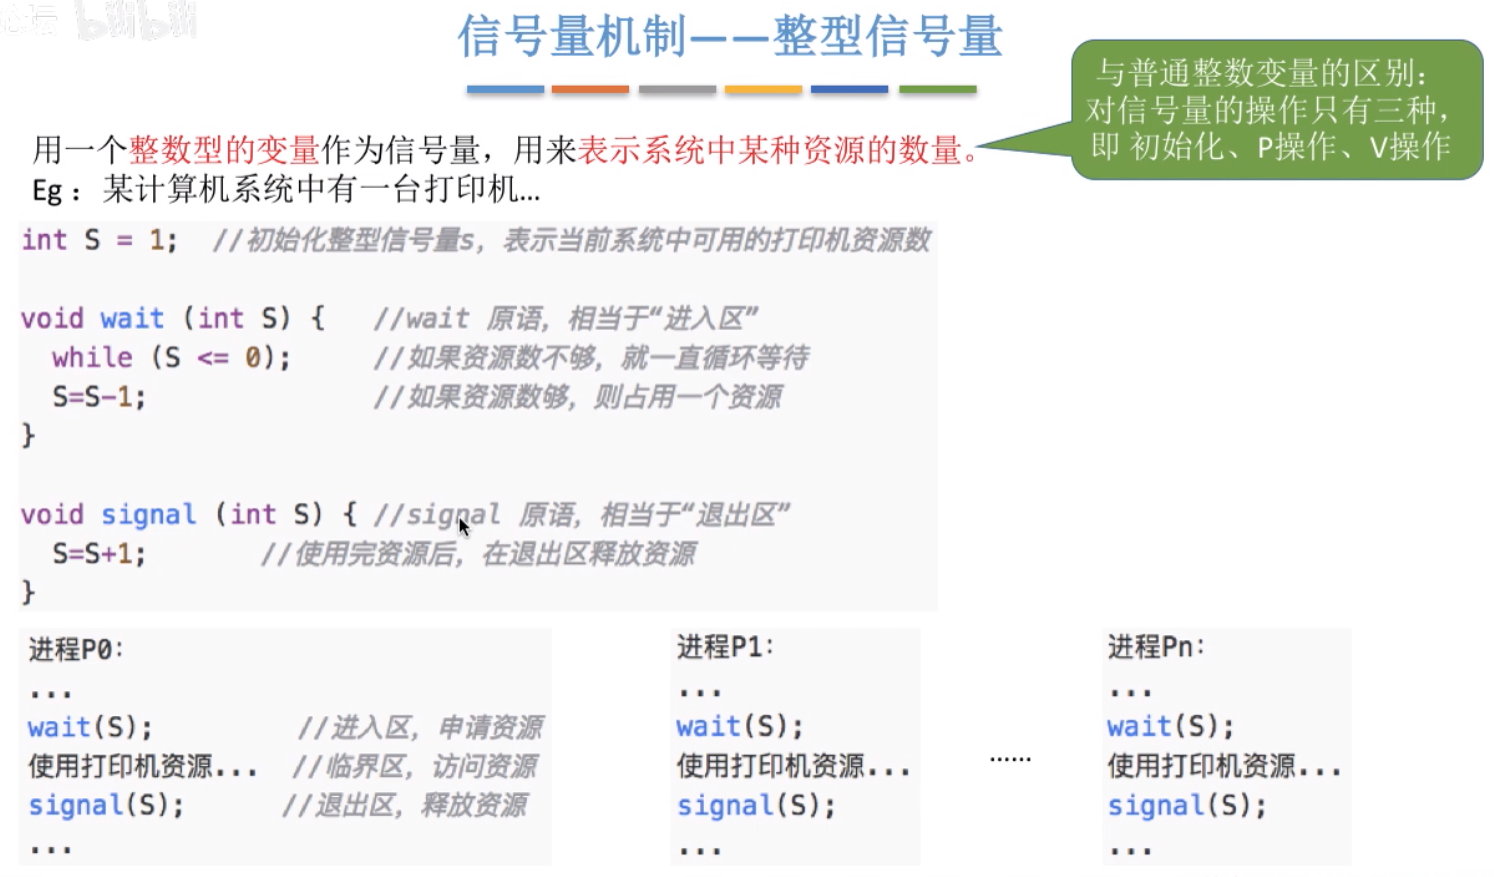 bilibili
信号量机制——整型信号量
与普通整数变量的区别：
对信号量的操作只有三种，
即 初始化、P操作、V操作
用一个整数型的变量作为信号量，用来表示系统中某种资源的数量。
Eg： 某计算机系统中有一台打印机…
int S = 1;  //初始化整型信号量s，表示当前系统中可用的打印机资源数
void wait (int S) {   //wait 原语，相当于“进入区”
while (S <= 0);     //如果资源数不够，就一直循环等待
S=S-1;              //如果资源数够，则占用一个资源
}
void signal (int S) { //signal 原语，相当于“退出区”
S=S+1;       //使用完资源后，在退出区释放资源
}
进程P0：
...
wait(S);         //进入区，申请资源
使用打印机资源...  //临界区，访问资源
signal(S);      //退出区，释放资源
...
进程P1：
...
wait(S);
使用打印机资源...
signal(S);
...
……
进程Pn：
...
wait(S);
使用打印机资源...
signal(S);
...